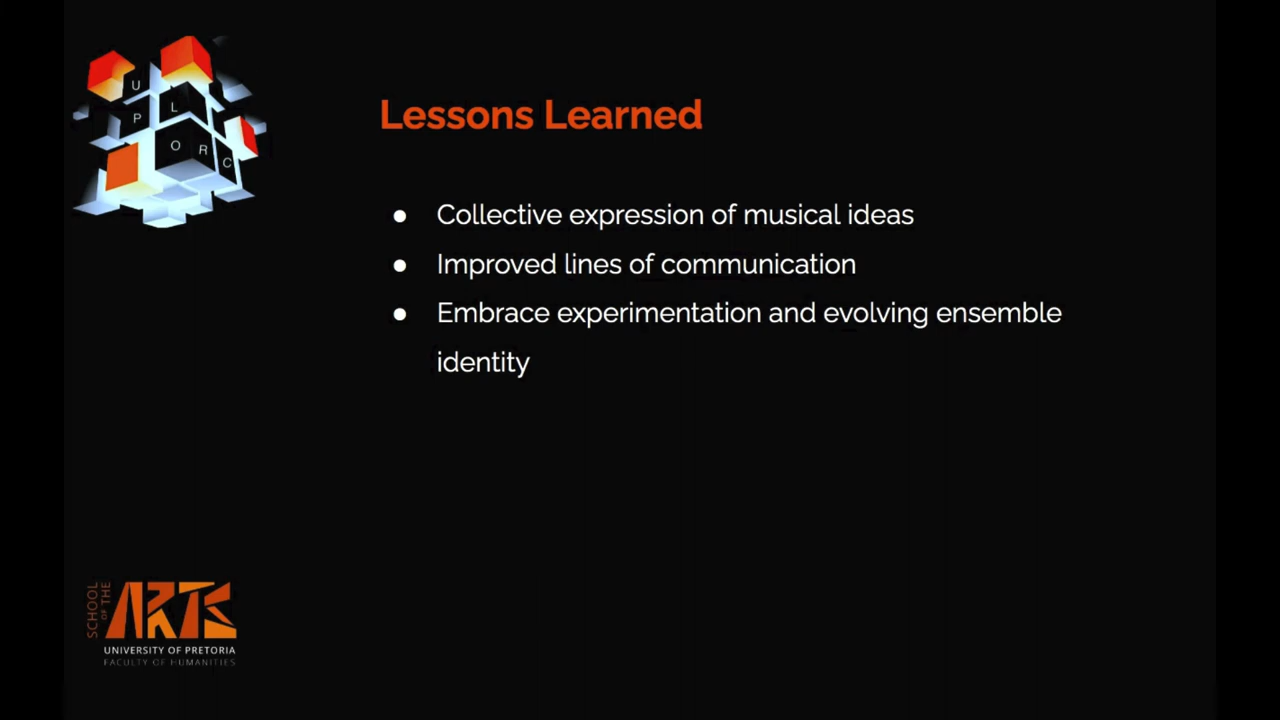 U
P L
O R C
Lessons Learned
● Collective expression of musical ideas
● Improved lines of communication
● Embrace experimentation and evolving ensemble
identity
SCHOOL
OF THE
ARTS
UNIVERSITY OF PRETORIA
FACULTY OF HUMANITIES